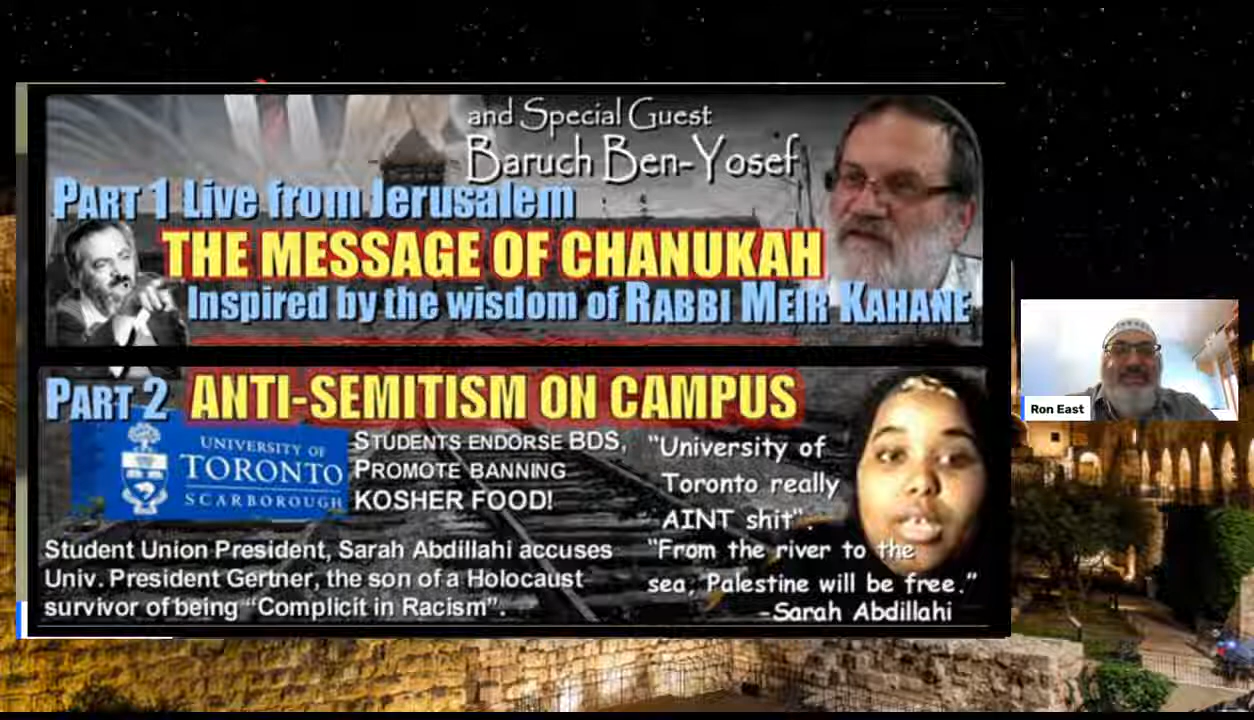 and Special Guest
Baruch Ben-Yosef
PART 1 Live from Jerusalem
THE MESSAGE OF CHANUKAH
Inspired by the wisdom of RABBI MEIR KAHANE
PART 2 ANTI-SEMITISM ON CAMPUS
UNIVERSITY OF
TORONTO
SCARBOROUGH
STUDENTS ENDORSE BDS,
PROMOTE BANNING
KOSHER FOOD!
"University of
Toronto really
AINT shit".
Student Union President, Sarah Abdillahi accuses
Univ. President Gertner, the son of a Holocaust
survivor of being "Complicit in Racism".
"From the river to the
sea, Palestine will be free."
-Sarah Abdillahi
Ron East